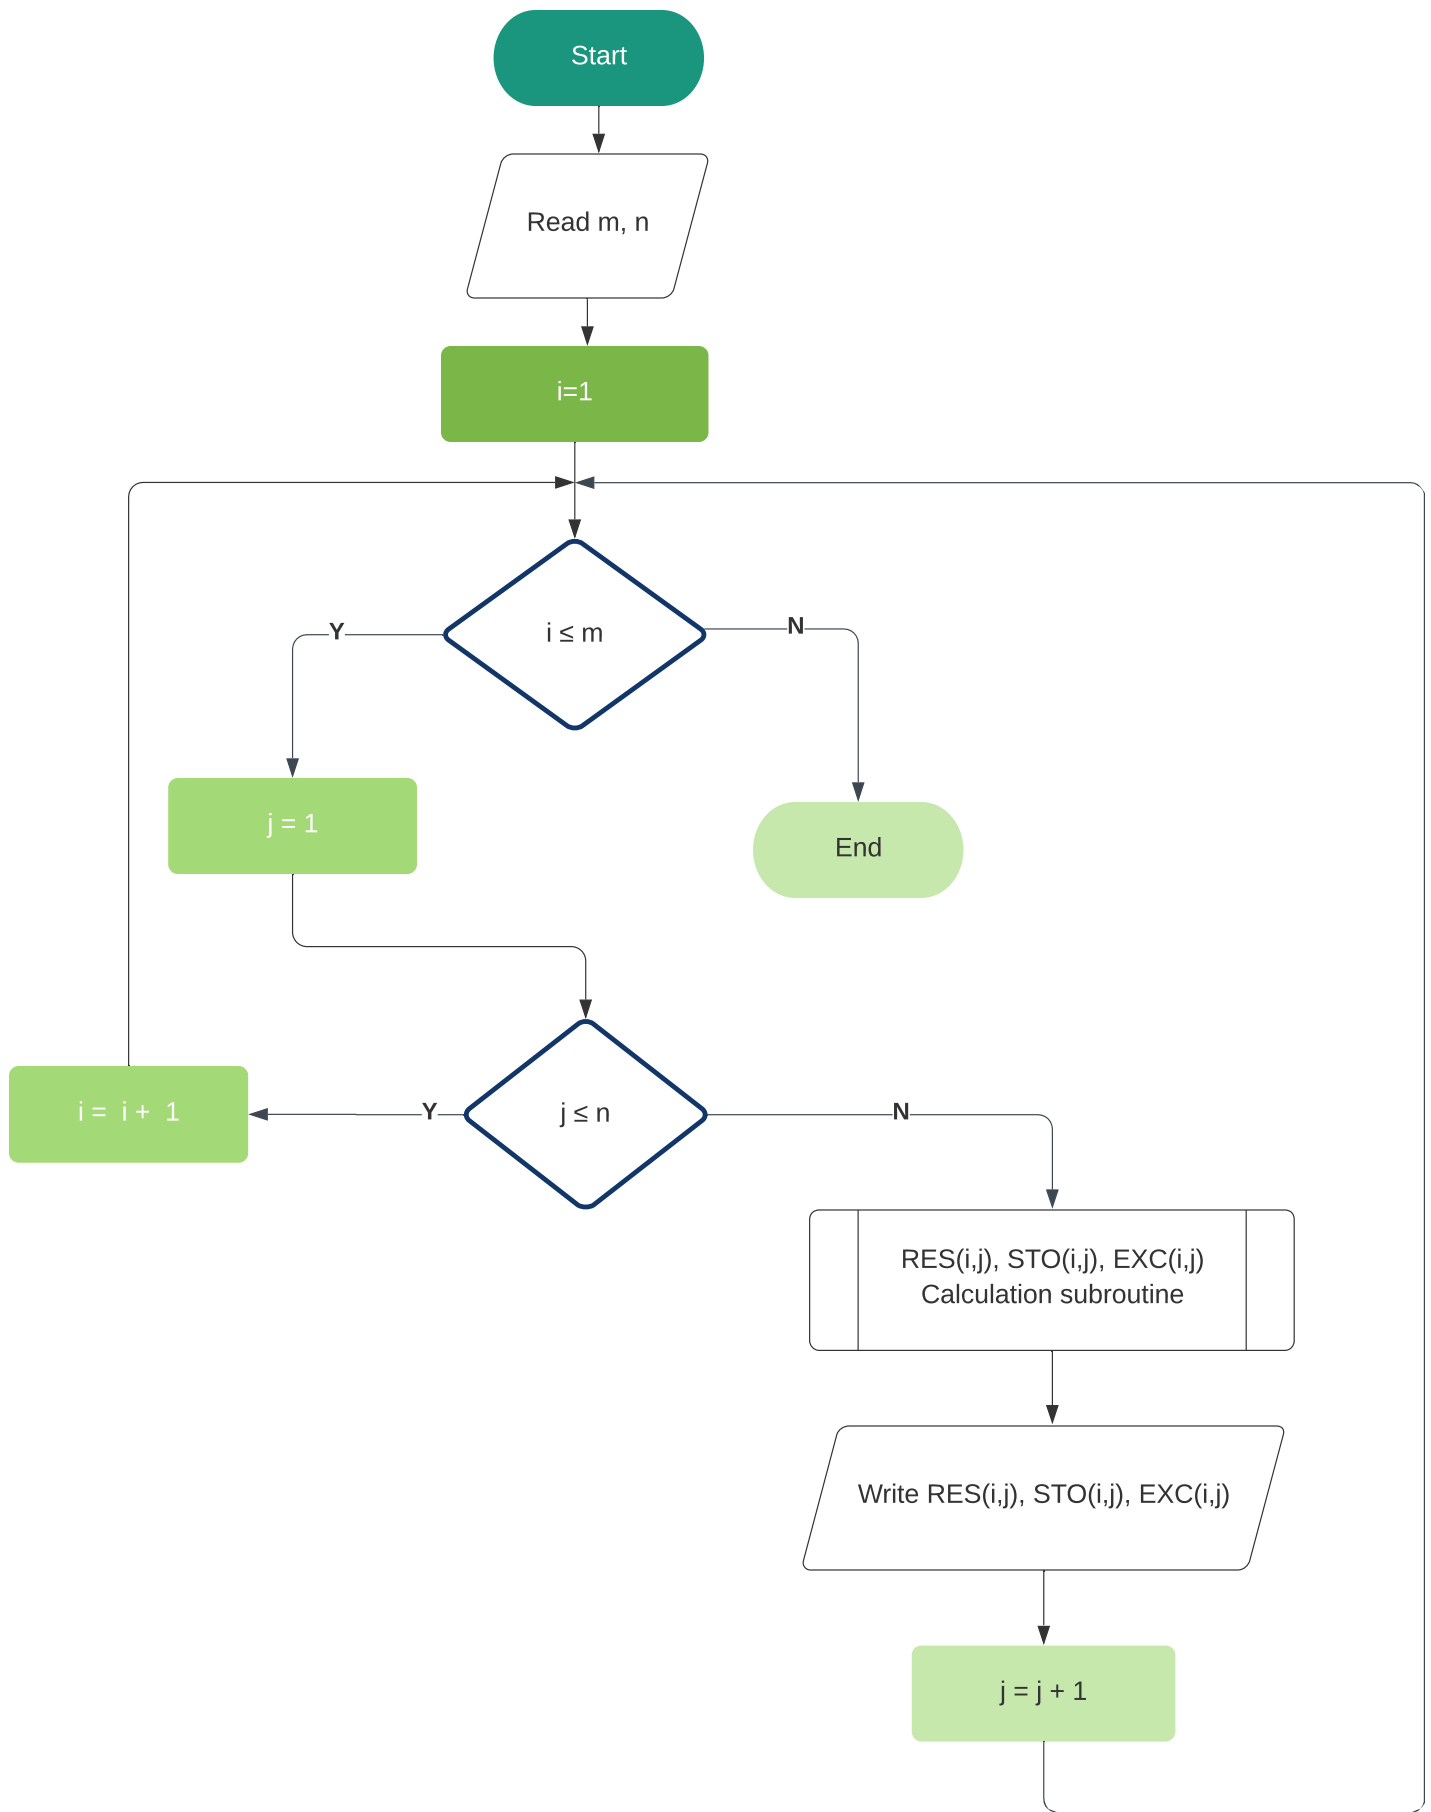 Start
Read m, n
i=1
i ≤ m
Y
N
j = 1
End
j ≤ n
Y
N
i =  i +  1
RES(i,j), STO(i,j), EXC(i,j)
Calculation subroutine
Write RES(i,j), STO(i,j), EXC(i,j)
j = j + 1